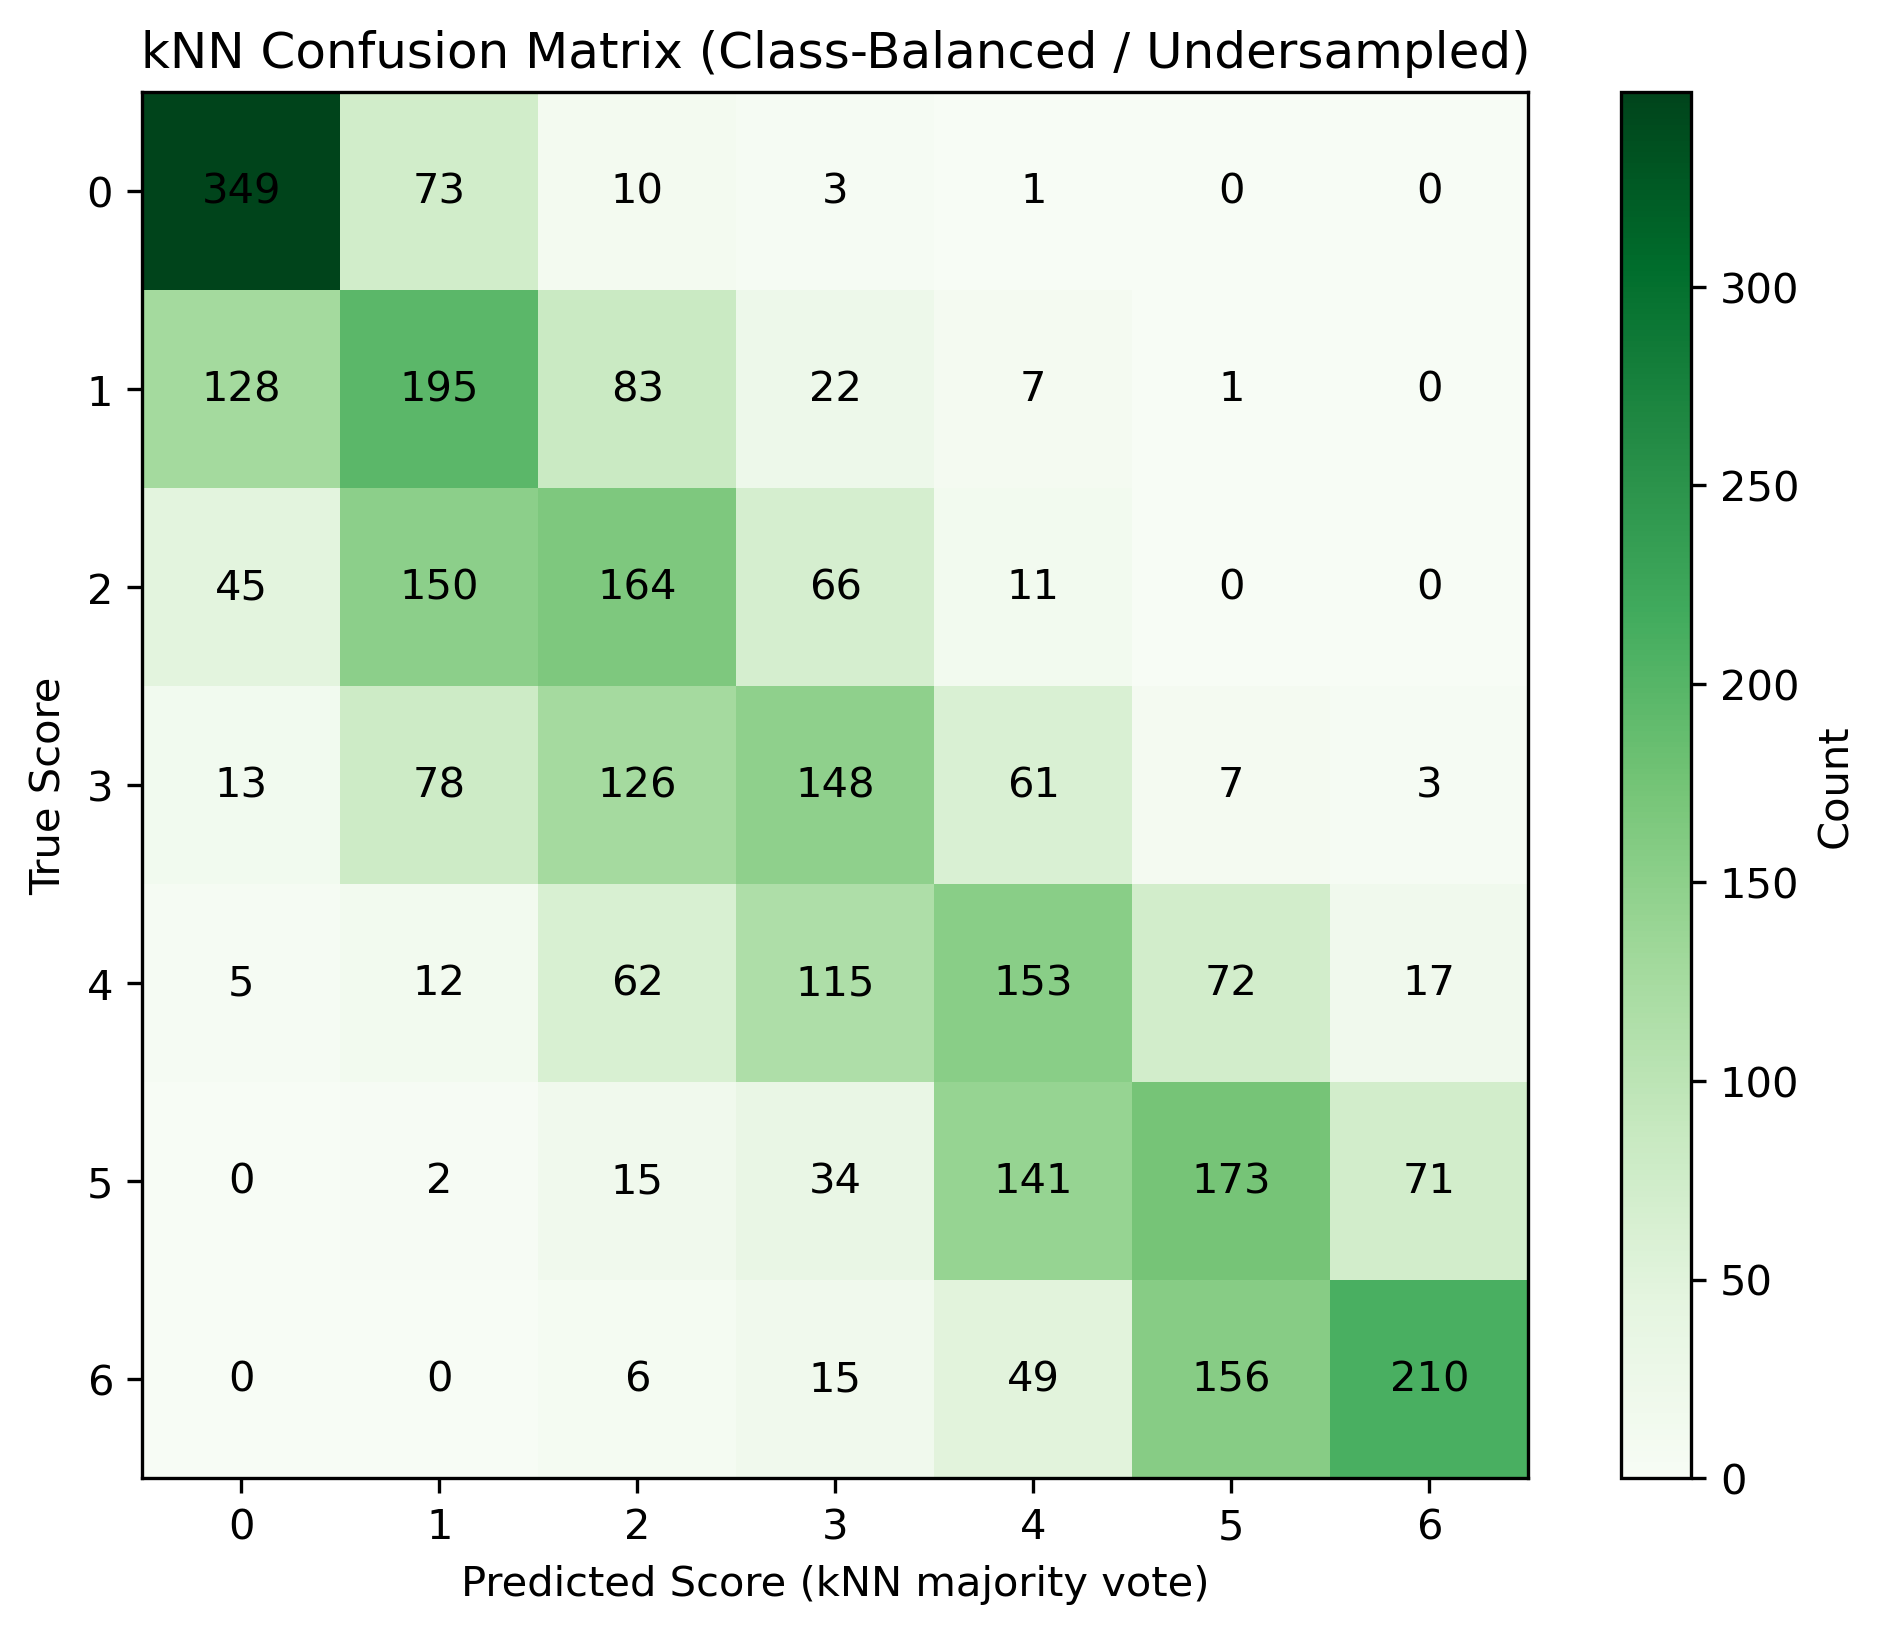 kNN Confusion Matrix (Class-Balanced / Undersampled)
0 349 73 10 3 1 0 0
1 128 195 83 22 7 1 0
2 45 150 164 66 11 0 0
3 13 78 126 148 61 7 3
4 5 12 62 115 153 72 17
5 0 2 15 34 141 173 71
6 0 0 6 15 49 156 210
0 1 2 3 4 5 6
Predicted Score (kNN majority vote)
True Score
300
250
200
150
100
50
0
Count